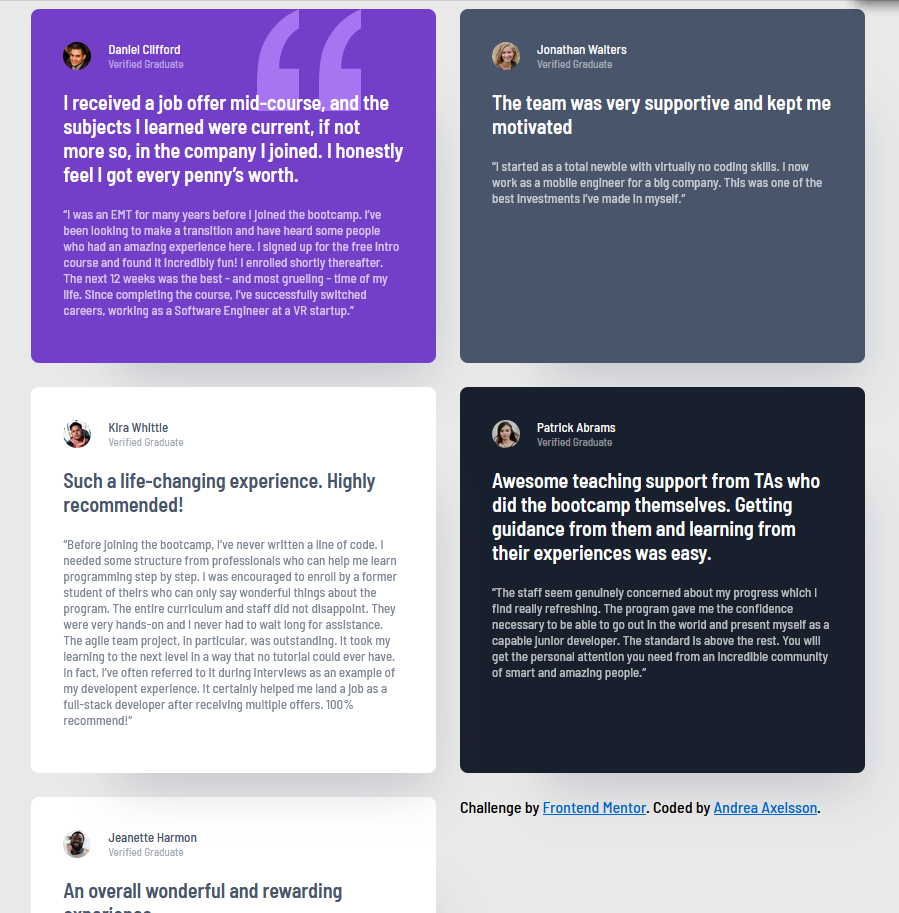 Daniel Clifford
Verified Graduate
I received a job offer mid-course, and the
subjects I learned were current, if not
more so, in the company I joined. I honestly
feel I got every penny’s worth.
“I was an EMT for many years before I joined the bootcamp. I’ve
been looking to make a transition and have heard some people
who had an amazing experience here. I signed up for the free intro
course and found it incredibly fun! I enrolled shortly thereafter.
The next 12 weeks was the best - and most grueling - time of my
life. Since completing the course, I’ve successfully switched
careers, working as a Software Engineer at a VR startup.”
Jonathan Walters
Verified Graduate
The team was very supportive and kept me
motivated
“I started as a total newbie with virtually no coding skills. I now
work as a mobile engineer for a big company. This was one of the
best investments I’ve made in myself.”
Kira Whittle
Verified Graduate
Such a life-changing experience. Highly
recommended!
“Before joining the bootcamp, I’ve never written a line of code. I
needed some structure from professionals who can help me learn
programming step by step. I was encouraged to enroll by a former
student of theirs who can only say wonderful things about the
program. The entire curriculum and staff did not disappoint. They
were very hands-on and I never had to wait long for assistance.
The agile team project, in particular, was outstanding. It took my
learning to the next level in a way that no tutorial could ever have.
In fact, I’ve often referred to it during interviews as an example of
my developent experience. It certainly helped me land a job as a
full-stack developer after receiving multiple offers. 100%
recommend!”
Patrick Abrams
Verified Graduate
Awesome teaching support from TAs who
did the bootcamp themselves. Getting
guidance from them and learning from
their experiences was easy.
“The staff seem genuinely concerned about my progress which I
find really refreshing. The program gave me the confidence
necessary to be able to go out in the world and present myself as a
capable junior developer. The standard is above the rest. You will
get the personal attention you need from an incredible community
of smart and amazing people.”
Jeanette Harmon
Verified Graduate
An overall wonderful and rewarding
experience
Challenge by Frontend Mentor. Coded by Andrea Axelsson.